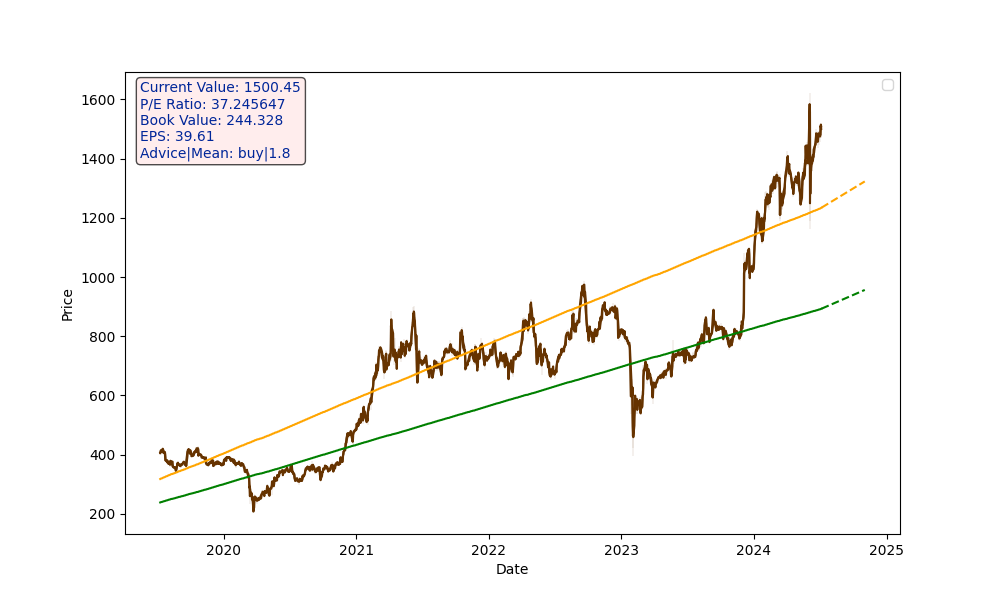 Current Value: 1500.45
P/E Ratio: 37.245647
Book Value: 244.328
EPS: 39.61
Advice|Mean: buy|1.8
1600
1400
1200
1000
800
600
400
200
Price
2020
2021
2022
2023
2024
2025
Date